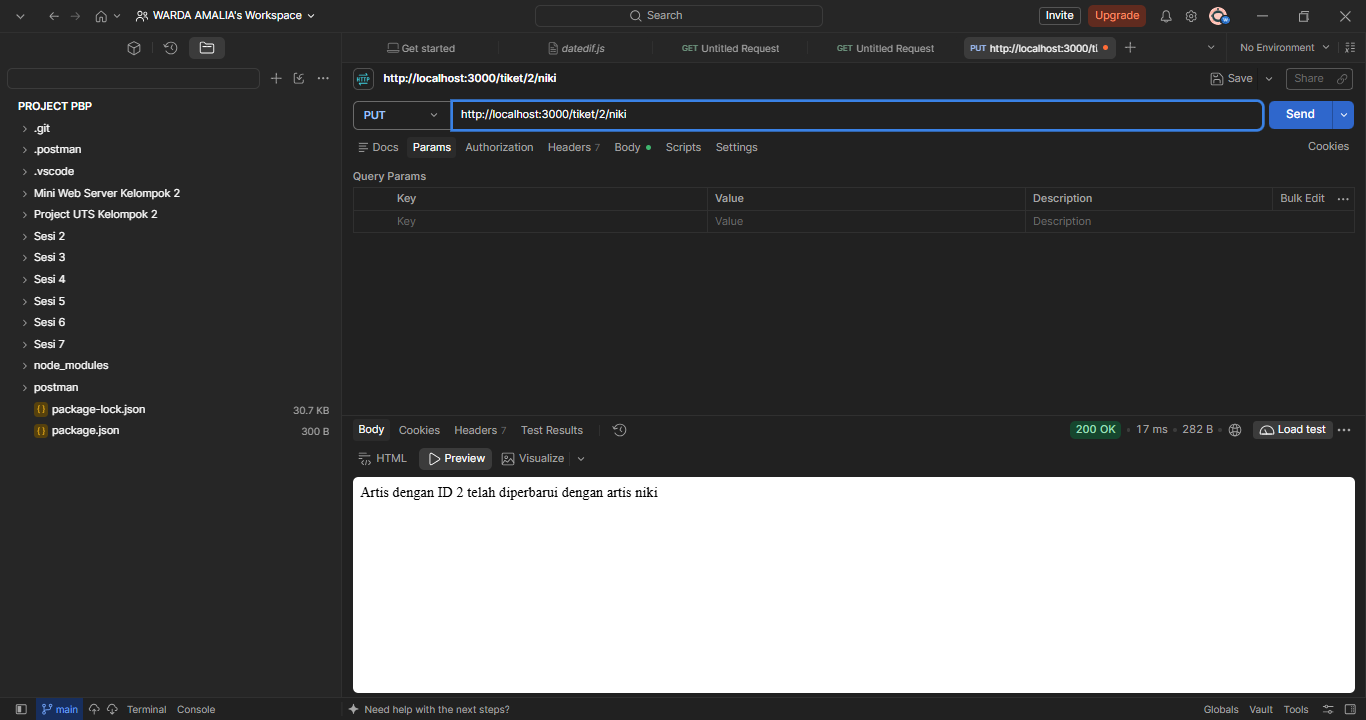 WARDA AMALIA's Workspace
Search
Invite
Upgrade
Get started
datedif.js
GET Untitled Request
GET Untitled Request
PUT http://localhost:3000/ti
No Environment
HTTP http://localhost:3000/tiket/2/niki
Save
Share
PROJECT PBP
.git
.postman
.vscode
Mini Web Server Kelompok 2
Project UTS Kelompok 2
Sesi 2
Sesi 3
Sesi 4
Sesi 5
Sesi 6
Sesi 7
node_modules
postman
package-lock.json 30.7 KB
package.json 300 B
PUT http://localhost:3000/tiket/2/niki Send
Docs Params Authorization Headers 7 Body Scripts Settings Cookies
Query Params
Key Value Description Bulk Edit
Key Value Description
Body Cookies Headers 7 Test Results 200 OK 17 ms 282 B Load test
HTML Preview Visualize
Artis dengan ID 2 telah diperbarui dengan artis niki
main Terminal Console Need help with the next steps? Globals Vault Tools